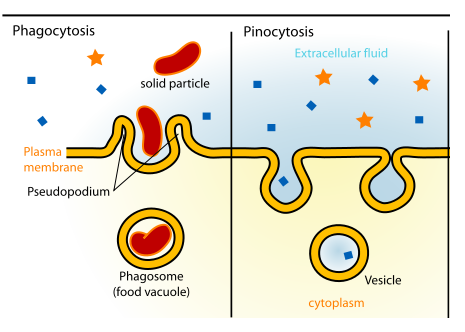 Phagocytosis
solid particle
Plasma
membrane
Pseudopodium
Phagosome
(food vacuole)
Pinocytosis
Extracellular fluid
Vesicle
cytoplasm